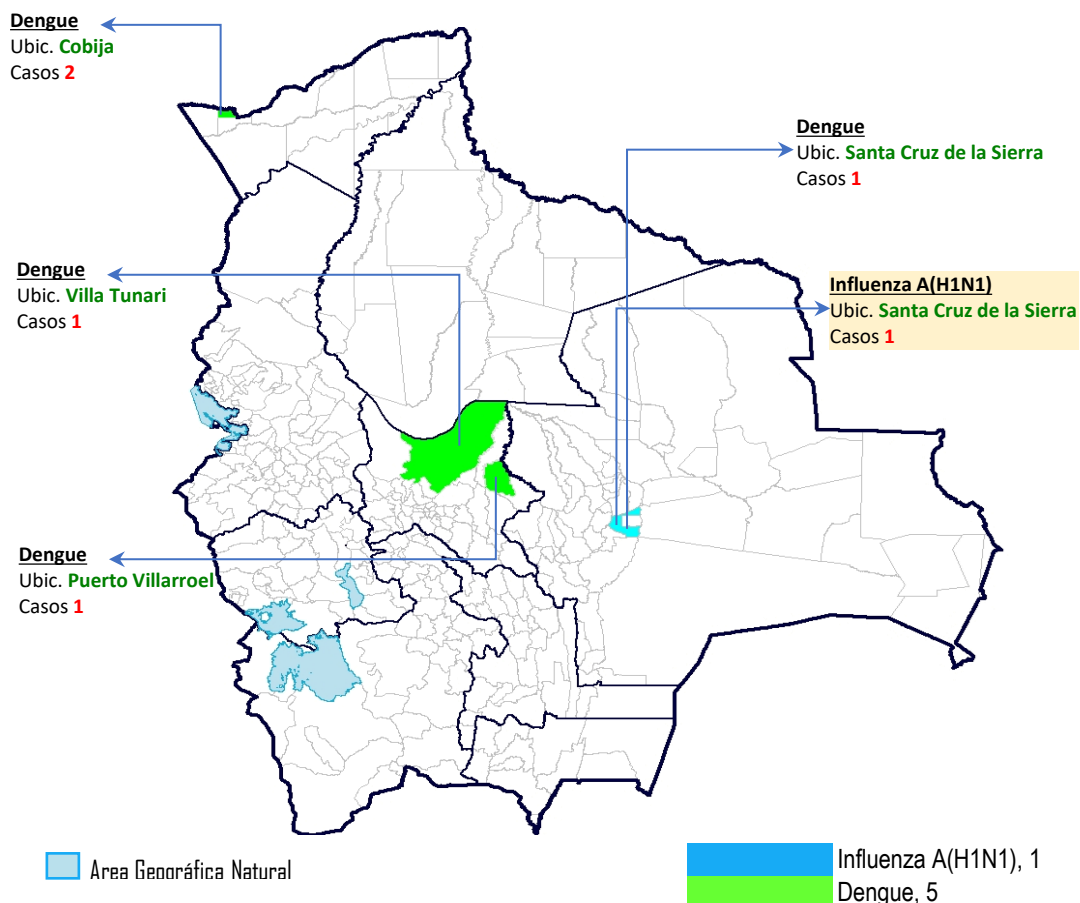 Dengue
Ubic. Cobija
Casos 2
Dengue
Ubic. Santa Cruz de la Sierra
Casos 1
Dengue
Ubic. Villa Tunari
Casos 1
Influenza A(H1N1)
Ubic. Santa Cruz de la Sierra
Casos 1
Dengue
Ubic. Puerto Villarroel
Casos 1
Area Geográfica Natural
Influenza A(H1N1), 1
Dengue, 5